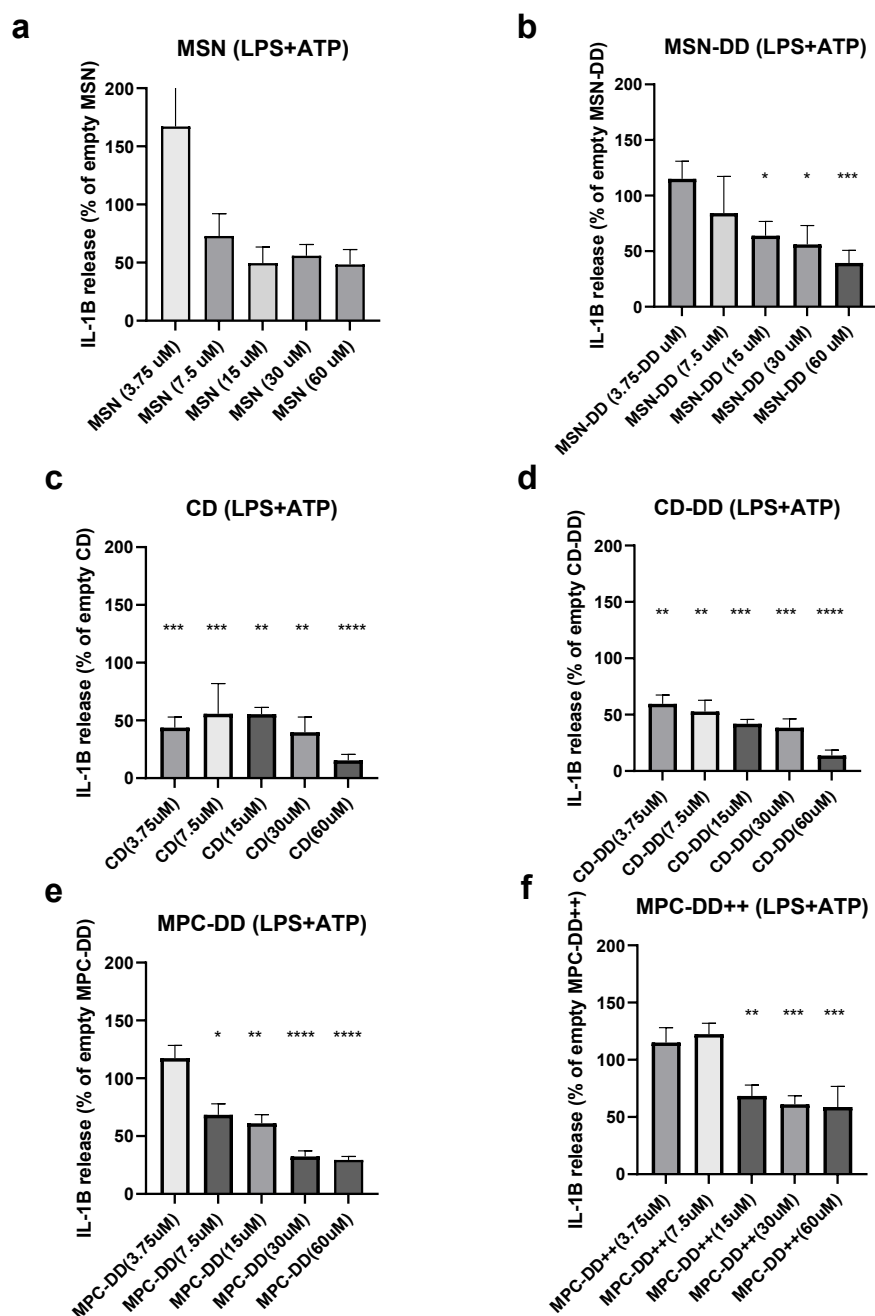 a
MSN (LPS+ATP)
IL-1B release (% of empty MSN)
200
150
100
50
0
MSN (3.75 uM)
MSN (7.5 uM)
MSN (15 uM)
MSN (30 uM)
MSN (60 uM)
b
MSN-DD (LPS+ATP)
IL-1B release (% of empty MSN-DD)
200
150
100
50
0
* * ***
MSN-DD (3.75-DD uM)
MSN-DD (7.5 uM)
MSN-DD (15 uM)
MSN-DD (30 uM)
MSN-DD (60 uM)
c
CD (LPS+ATP)
IL-1B release (% of empty CD)
200
150
100
50
0
*** *** ** ** ****
CD(3.75uM)
CD(7.5uM)
CD(15uM)
CD(30uM)
CD(60uM)
d
CD-DD (LPS+ATP)
IL-1B release (% of empty CD-DD)
200
150
100
50
0
** ** *** *** ****
CD-DD(3.75uM)
CD-DD(7.5uM)
CD-DD(15uM)
CD-DD(30uM)
CD-DD(60uM)
e
MPC-DD (LPS+ATP)
IL-1B release (% of empty MPC-DD)
200
150
100
50
0
* ** **** ****
MPC-DD(3.75uM)
MPC-DD(7.5uM)
MPC-DD(15uM)
MPC-DD(30uM)
MPC-DD(60uM)
f
MPC-DD++ (LPS+ATP)
IL-1B release (% of empty MPC-DD++)
200
150
100
50
0
** *** ***
MPC-DD++(3.75uM)
MPC-DD++(7.5uM)
MPC-DD++(15uM)
MPC-DD++(30uM)
MPC-DD++(60uM)